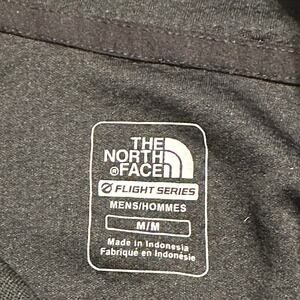 THE
NORTH
®FACE
FLIGHT SERIES
MENS/HOMMES
M/M
Made in Indonesia
Fabriqué en Indonésie